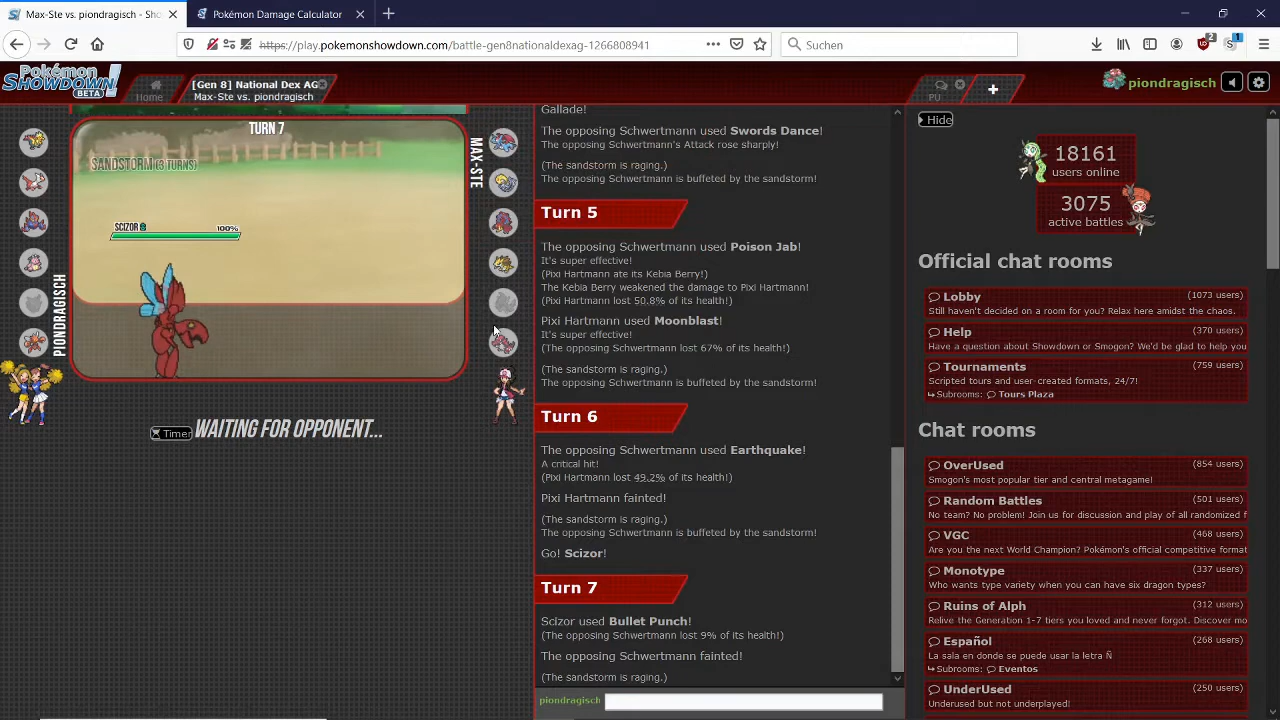 Max-Ste vs. piondragisch - Sho
Pokémon Damage Calculator
https://play.pokemonshowdown.com/battle-gen8nationaldexag-1266808941
Suchen
2
1
Pokémon
SHOWDOWN!
BETA
Home
[Gen 8] National Dex AG
Max-Ste vs. piondragisch
PU
piondragisch
TURN 7
SANDSTORM (3 TURNS)
SCIZOR
100%
PIONDRAGISCH
MAX-STE
Timer
WAITING FOR OPPONENT...
Gallade!
The opposing Schwertmann used Swords Dance!
The opposing Schwertmann's Attack rose sharply!
(The sandstorm is raging.)
The opposing Schwertmann is buffeted by the sandstorm!
Turn 5
The opposing Schwertmann used Poison Jab!
It's super effective!
(Pixi Hartmann ate its Kebia Berry!)
The Kebia Berry weakened the damage to Pixi Hartmann!
(Pixi Hartmann lost 50.8% of its health!)
Pixi Hartmann used Moonblast!
It's super effective!
(The opposing Schwertmann lost 67% of its health!)
(The sandstorm is raging.)
The opposing Schwertmann is buffeted by the sandstorm!
Turn 6
The opposing Schwertmann used Earthquake!
A critical hit!
(Pixi Hartmann lost 49.2% of its health!)
Pixi Hartmann fainted!
(The sandstorm is raging.)
The opposing Schwertmann is buffeted by the sandstorm!
Go! Scizor!
Turn 7
Scizor used Bullet Punch!
(The opposing Schwertmann lost 9% of its health!)
The opposing Schwertmann fainted!
(The sandstorm is raging.)
piondragisch
Hide
18161
users online
3075
active battles
Official chat rooms
Lobby (1073 users)
Still haven't decided on a room for you? Relax here amidst the chaos.
Help (370 users)
Have a question about Showdown or Smogon? We'd be glad to help you
Tournaments (759 users)
Scripted tours and user-created formats, 24/7!
Subrooms: Tours Plaza
Chat rooms
OverUsed (854 users)
Smogon's most popular tier and central metagame!
Random Battles (501 users)
No team? No problem! Join us for discussion and play of all randomized f
VGC (468 users)
Are you the next World Champion? Pokémon's official competitive format
Monotype (337 users)
Who wants type variety when you can have six dragon types?
Ruins of Alph (312 users)
Relive the Generation 1-7 tiers you loved and never forgot. Discover mo
Español (268 users)
La sala en donde se puede usar la letra Ñ
Subrooms: Eventos
UnderUsed (250 users)
Underused but not underplayed!